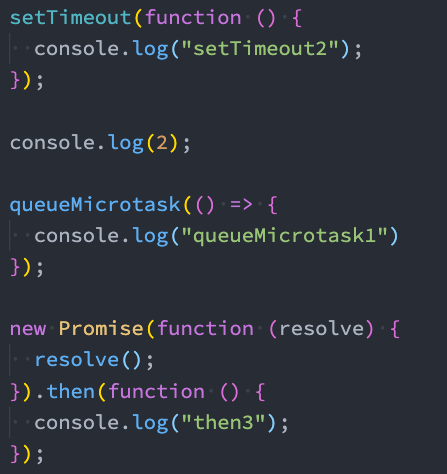 setTimeout(function () {
  console.log("setTimeout2");
});

console.log(2);

queueMicrotask(() => {
  console.log("queueMicrotask1")
});

new Promise(function (resolve) {
  resolve();
}).then(function () {
  console.log("then3");
});